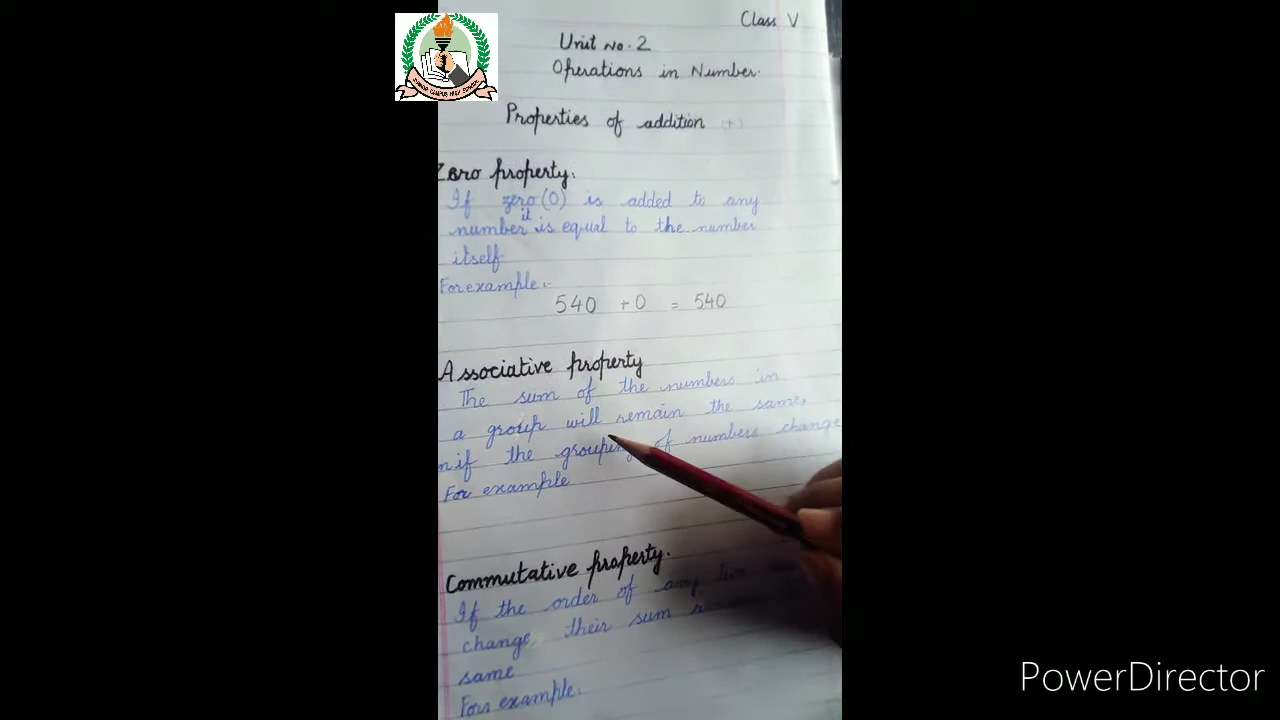 Class V
Unit No. 2
Operations in Number.
Properties of addition (+)
Zero property.
If zero (0) is added to any
it
number is equal to the number
itself
For example:-
540 + 0 = 540
Associative property
The sum of the numbers in
a group will remain the same,
if the grouping of numbers change
For example
Commutative property.
If the order of any two
change, their sum
same
For example.
PowerDirector